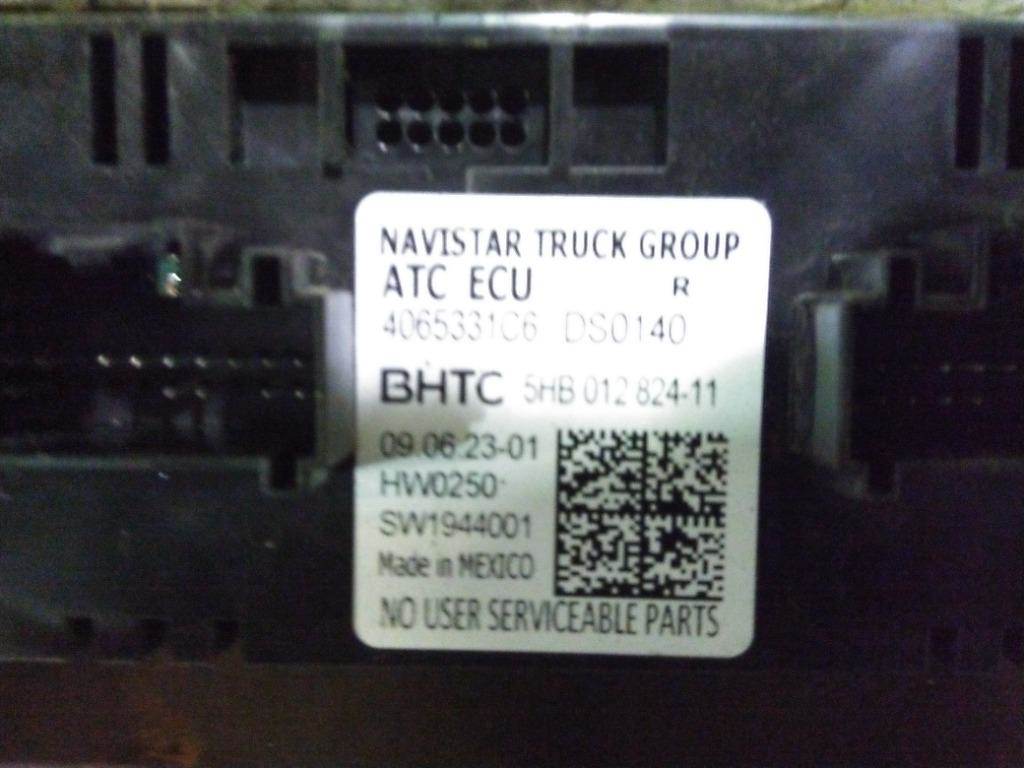 NAVISTAR TRUCK GROUP
ATC ECU R
4065331C6 DS0140
BHTC 5HB 012 824-11
09.06.23-01
HW0250
SW1944001
Made in MEXICO
NO USER SERVICEABLE PARTS